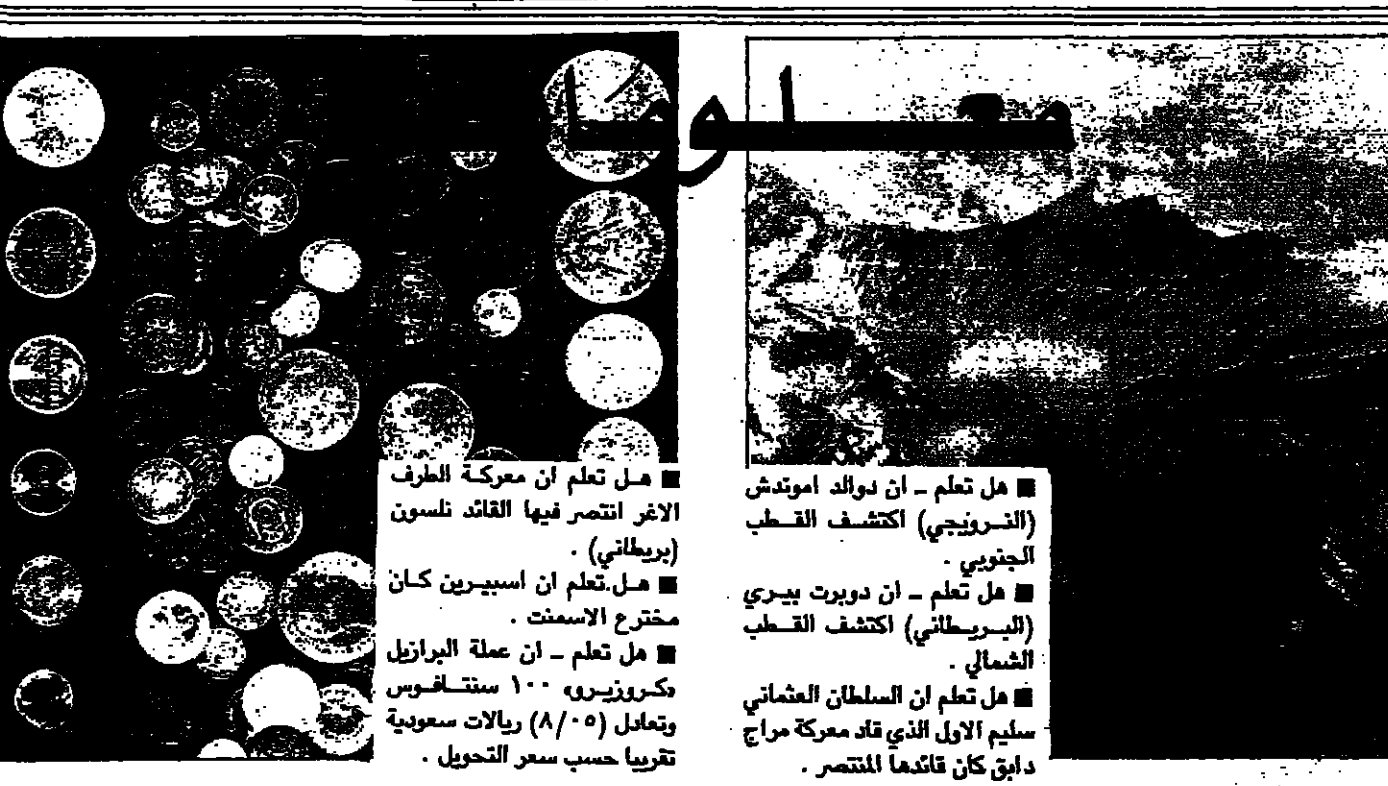 معلومات
■ هل تعلم ـ ان دوالد اموندش
(النرويجي) اكتشف القطب
الجنوبي .
■ هل تعلم ـ ان دوبرت بيري
(البريطاني) اكتشف القطب
الشمالي .
■ هل تعلم ان السلطان العثماني
سليم الاول الذي قاد معركة مراج
دابق كان قائدها المنتصر .
■ هل تعلم ان معركة الطرف
الاغر انتصر فيها القائد نلسون
(بريطاني) .
■ هل تعلم ان اسبيرين كان
مخترع الاسمنت .
■ هل تعلم ـ ان عملة البرازيل
«كروزيرو» ١٠٠ سنتافوس
وتعادل (٨/٠٥) ريالات سعودية
تقريبا حسب سعر التحويل .